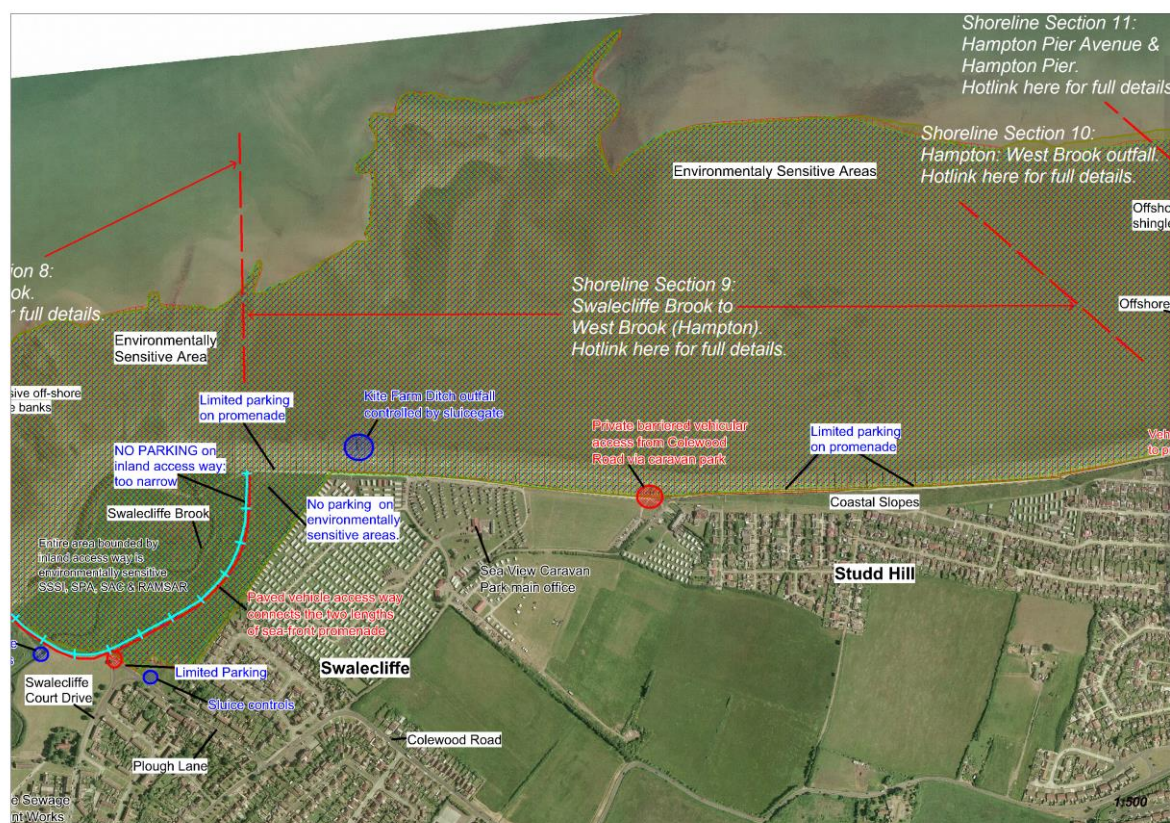 Shoreline Section 11:
Hampton Pier Avenue &
Hampton Pier.
Hotlink here for full details
Shoreline Section 10:
Hampton: West Brook outfall.
Hotlink here for full details.
Environmentaly Sensitive Areas
Offsho
shingle
ion 8:
ok.
r full details.
Shoreline Section 9:
Swalecliffe Brook to
West Brook (Hampton).
Hotlink here for full details.
Offshore
Environmentally
Sensitive Area
sive off-shore
e banks
Limited parking
on promenade
Kite Farm Ditch outfall
controlled by sluicegate
Private barriered vehicular
access from Colewood
Road via caravan park
Limited parking
on promenade
Veh
to p
NO PARKING on
inland access way:
too narrow
No parking on
environmentally
sensitive areas.
Coastal Slopes
Swalecliffe Brook
Entire area bounded by
inland access way is
environmentally sensitive
SSSI, SPA, SAC & RAMSAR
Sea View Caravan
Park main office
Studd Hill
Paved vehicle access way
connects the two lengths
of sea-front promenade
Swalecliffe
Limited Parking
Swalecliffe
Court Drive
Sluice controls
Colewood Road
Plough Lane
e Sewage
nt Works
1:500